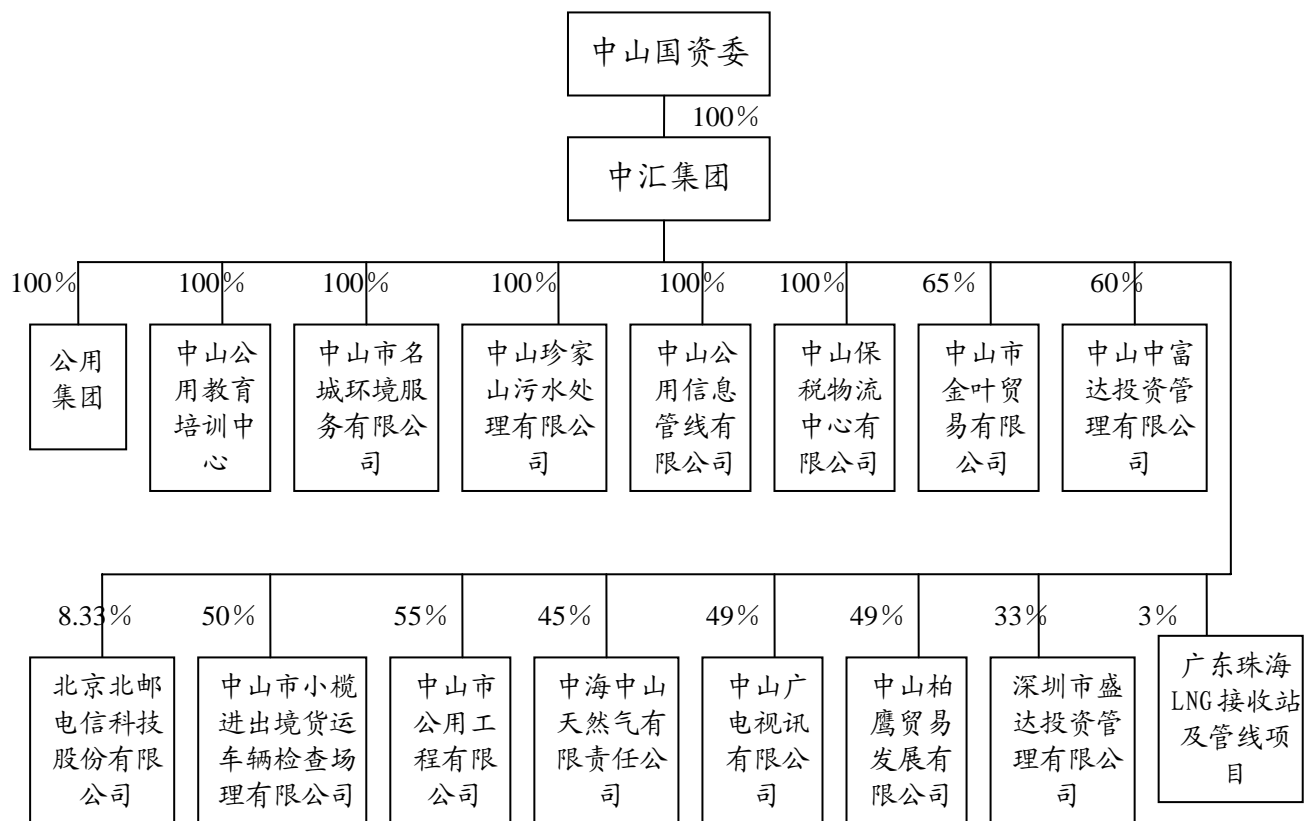 中山国资委
100%
中汇集团
100%
100%
100%
100%
100%
100%
65%
60%
公用
集团
中山公
用教育
培训中
心
中山市名
城环境服
务有限公
司
中山珍家
山污水处
理有限公
司
中山公
用信息
管线有
限公司
中山保
税物流
中心有
限公司
中山市
金叶贸
易有限
公司
中山中富
达投资管
理有限公
司
8.33%
50%
55%
45%
49%
49%
33%
3%
北京北邮
电信科技
股份有限
公司
中山市小榄
进出境货运
车辆检查场
理有限公司
中山市
公用工
程有限
公司
中海中山
天然气有
限责任公
司
中山广
电视讯
有限公
司
中山柏
鹰贸易
发展有
限公司
深圳市盛
达投资管
理有限公
司
广东珠海
LNG接收站
及管线项
目